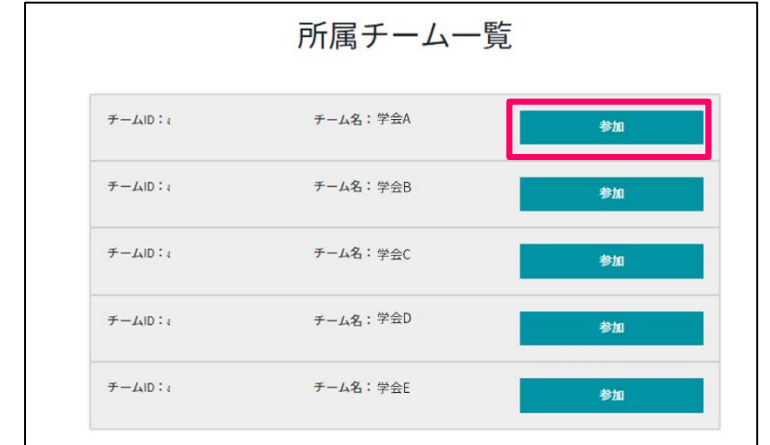 所属チーム一覧
チームID： チーム名：学会A 参加
チームID： チーム名：学会B 参加
チームID： チーム名：学会C 参加
チームID： チーム名：学会D 参加
チームID： チーム名：学会E 参加